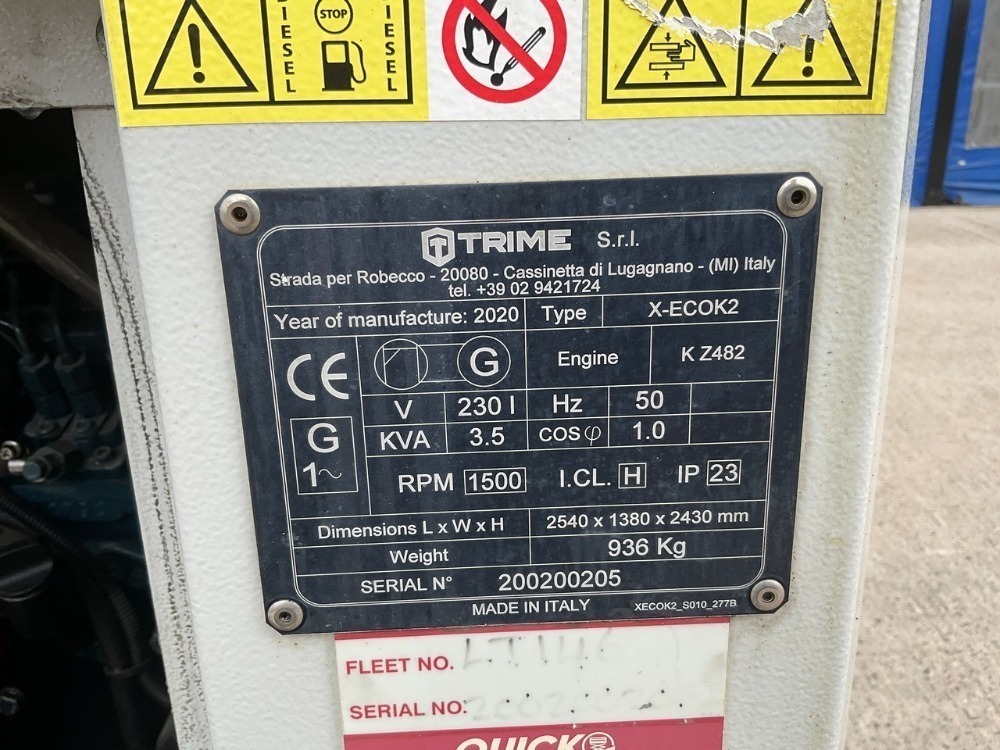 DIESEL STOP DIESEL
TRIME S.r.l.
Strada per Robecco - 20080 - Cassinetta di Lugagnano - (MI) Italy
tel. +39 02 9421724
Year of manufacture: 2020 Type X-ECOK2
CE G Engine K Z482
V 230 I Hz 50
G KVA 3.5 COS φ 1.0
1~ RPM 1500 I.CL. H IP 23
Dimensions L x W x H 2540 x 1380 x 2430 mm
Weight 936 Kg
SERIAL N° 200200205
MADE IN ITALY XECOK2_S010_277B
FLEET NO.
SERIAL NO.
QUICK